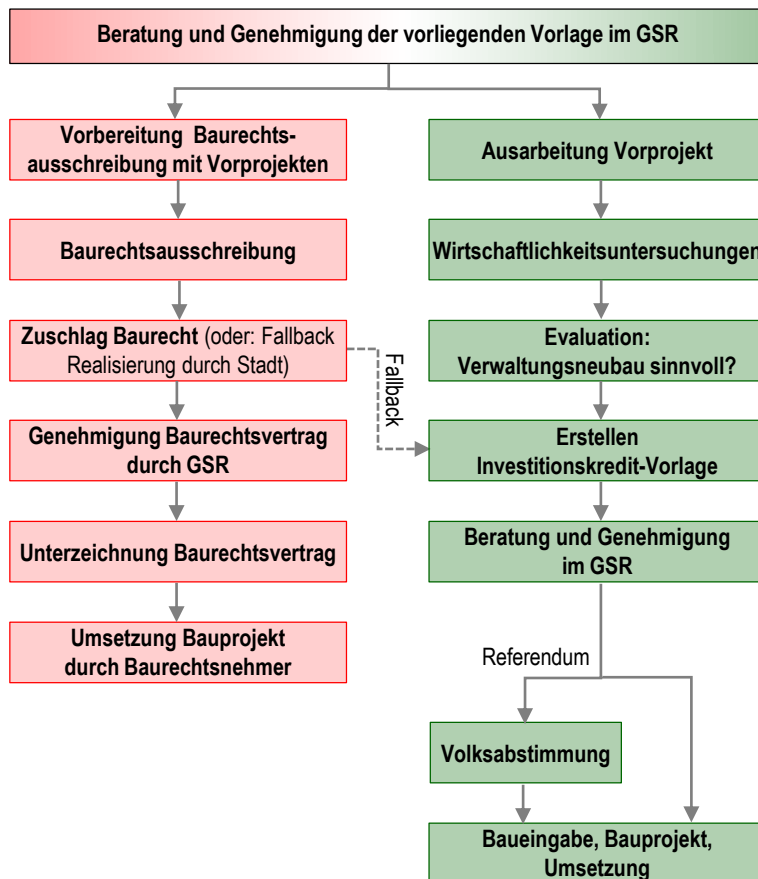 Beratung und Genehmigung der vorliegenden Vorlage im GSR
Vorbereitung Baurechts-
ausschreibung mit Vorprojekten
Baurechtsausschreibung
Zuschlag Baurecht (oder: Fallback
Realisierung durch Stadt)
Genehmigung Baurechtsvertrag
durch GSR
Unterzeichnung Baurechtsvertrag
Umsetzung Bauprojekt
durch Baurechtsnehmer
Fallback
Ausarbeitung Vorprojekt
Wirtschaftlichkeitsuntersuchungen
Evaluation:
Verwaltungsneubau sinnvoll?
Erstellen
Investitionskredit-Vorlage
Beratung und Genehmigung
im GSR
Referendum
Volksabstimmung
Baueingabe, Bauprojekt,
Umsetzung